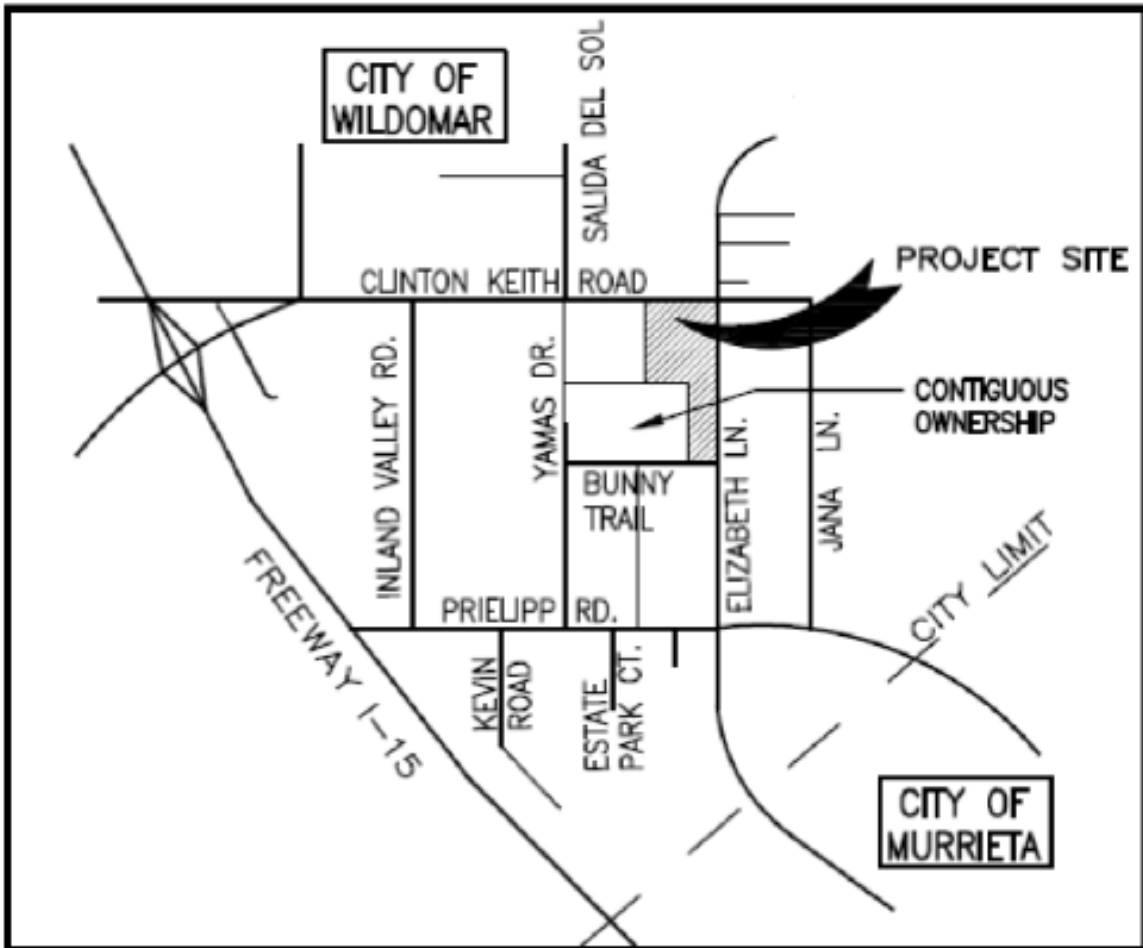 CITY OF
WILDOMAR
SALIDA DEL SOL
PROJECT SITE
CLINTON KEITH ROAD
INLAND VALLEY RD.
YAMAS DR.
CONTIGUOUS
OWNERSHIP
BUNNY
TRAIL
ELIZABETH LN.
JANA LN.
FREEWAY I-15
PRIELIPP RD.
CITY LIMIT
KEVIN
ROAD
ESTATE
PARK CT.
CITY OF
MURRIETA